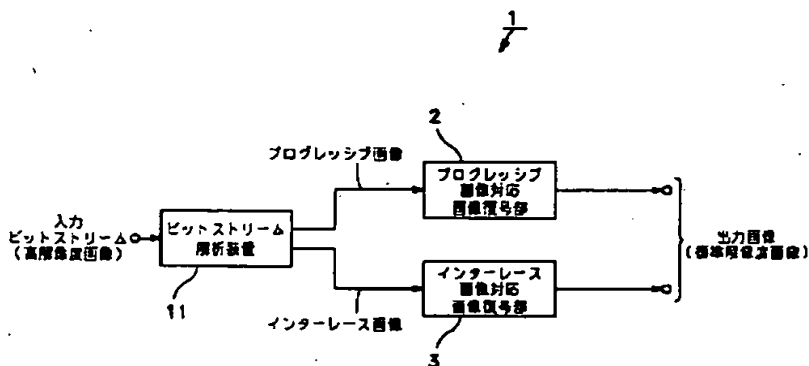 1
2
プログレッシブ画像
プログレッシブ
画像対応
画像復号部
入力
ビットストリーム
(高解像度画像)
ビットストリーム
解析装置
11
出力画像
(標準解像度画像)
インターレース
画像対応
画像復号部
インターレース画像
3